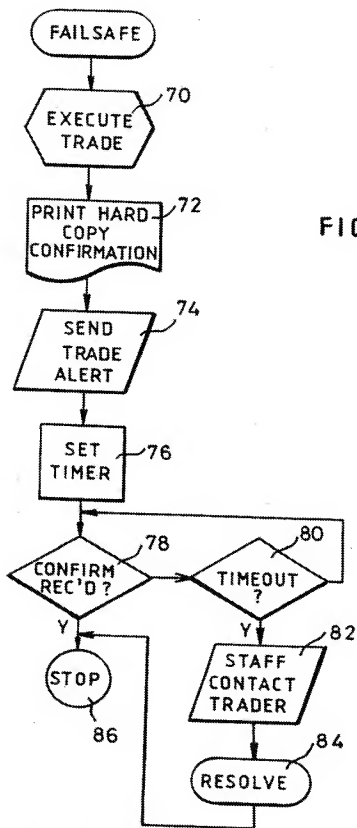 FAILSAFE
70
EXECUTE
TRADE
72
PRINT HARD
COPY
CONFIRMATION
FIG
74
SEND
TRADE
ALERT
76
SET
TIMER
78
CONFIRM
REC'D?
80
TIMEOUT
?
Y
Y
82
STAFF
CONTACT
TRADER
STOP
86
84
RESOLVE